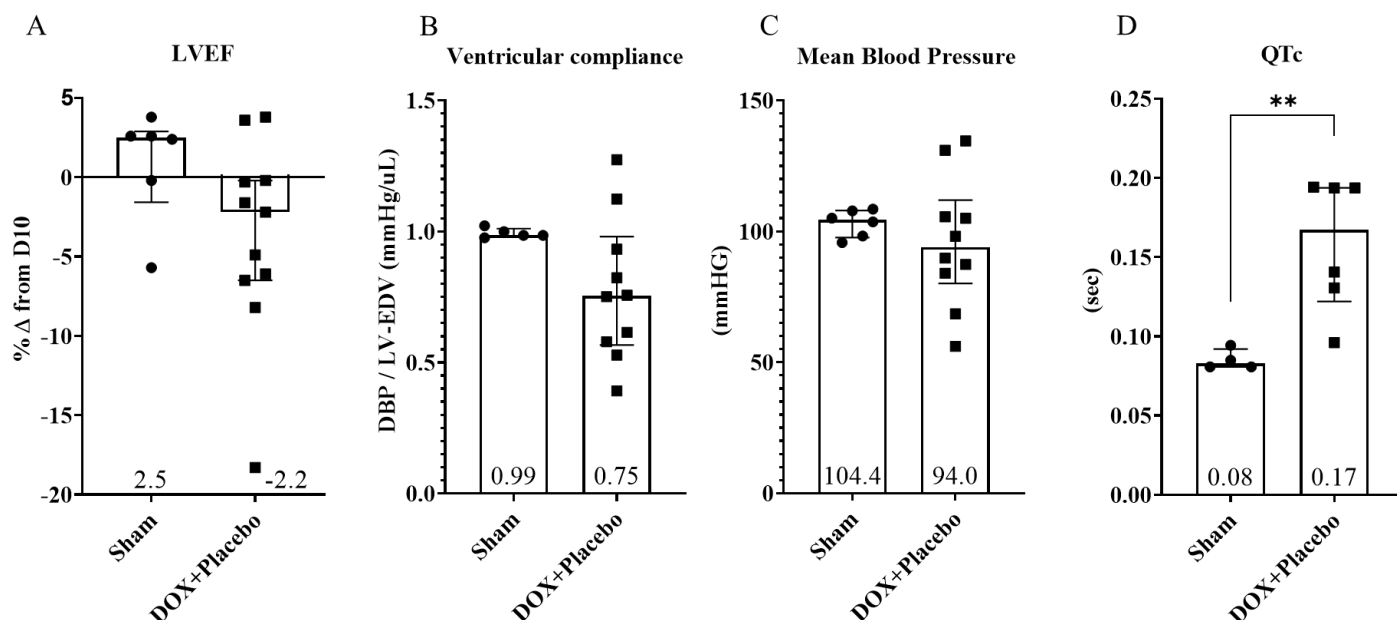 A
LVEF
5
0
-5
-10
-15
-20
% Δ from D10
2.5
-2.2
Sham
DOX+Placebo
B
Ventricular compliance
1.5
1.0
0.5
0.0
DBP / LV-EDV (mmHg/uL)
0.99
0.75
Sham
DOX+Placebo
C
Mean Blood Pressure
150
100
50
0
(mmHG)
104.4
94.0
Sham
DOX+Placebo
D
QTc
0.25
0.20
0.15
0.10
0.05
0.00
(sec)
**
0.08
0.17
Sham
DOX+Placebo